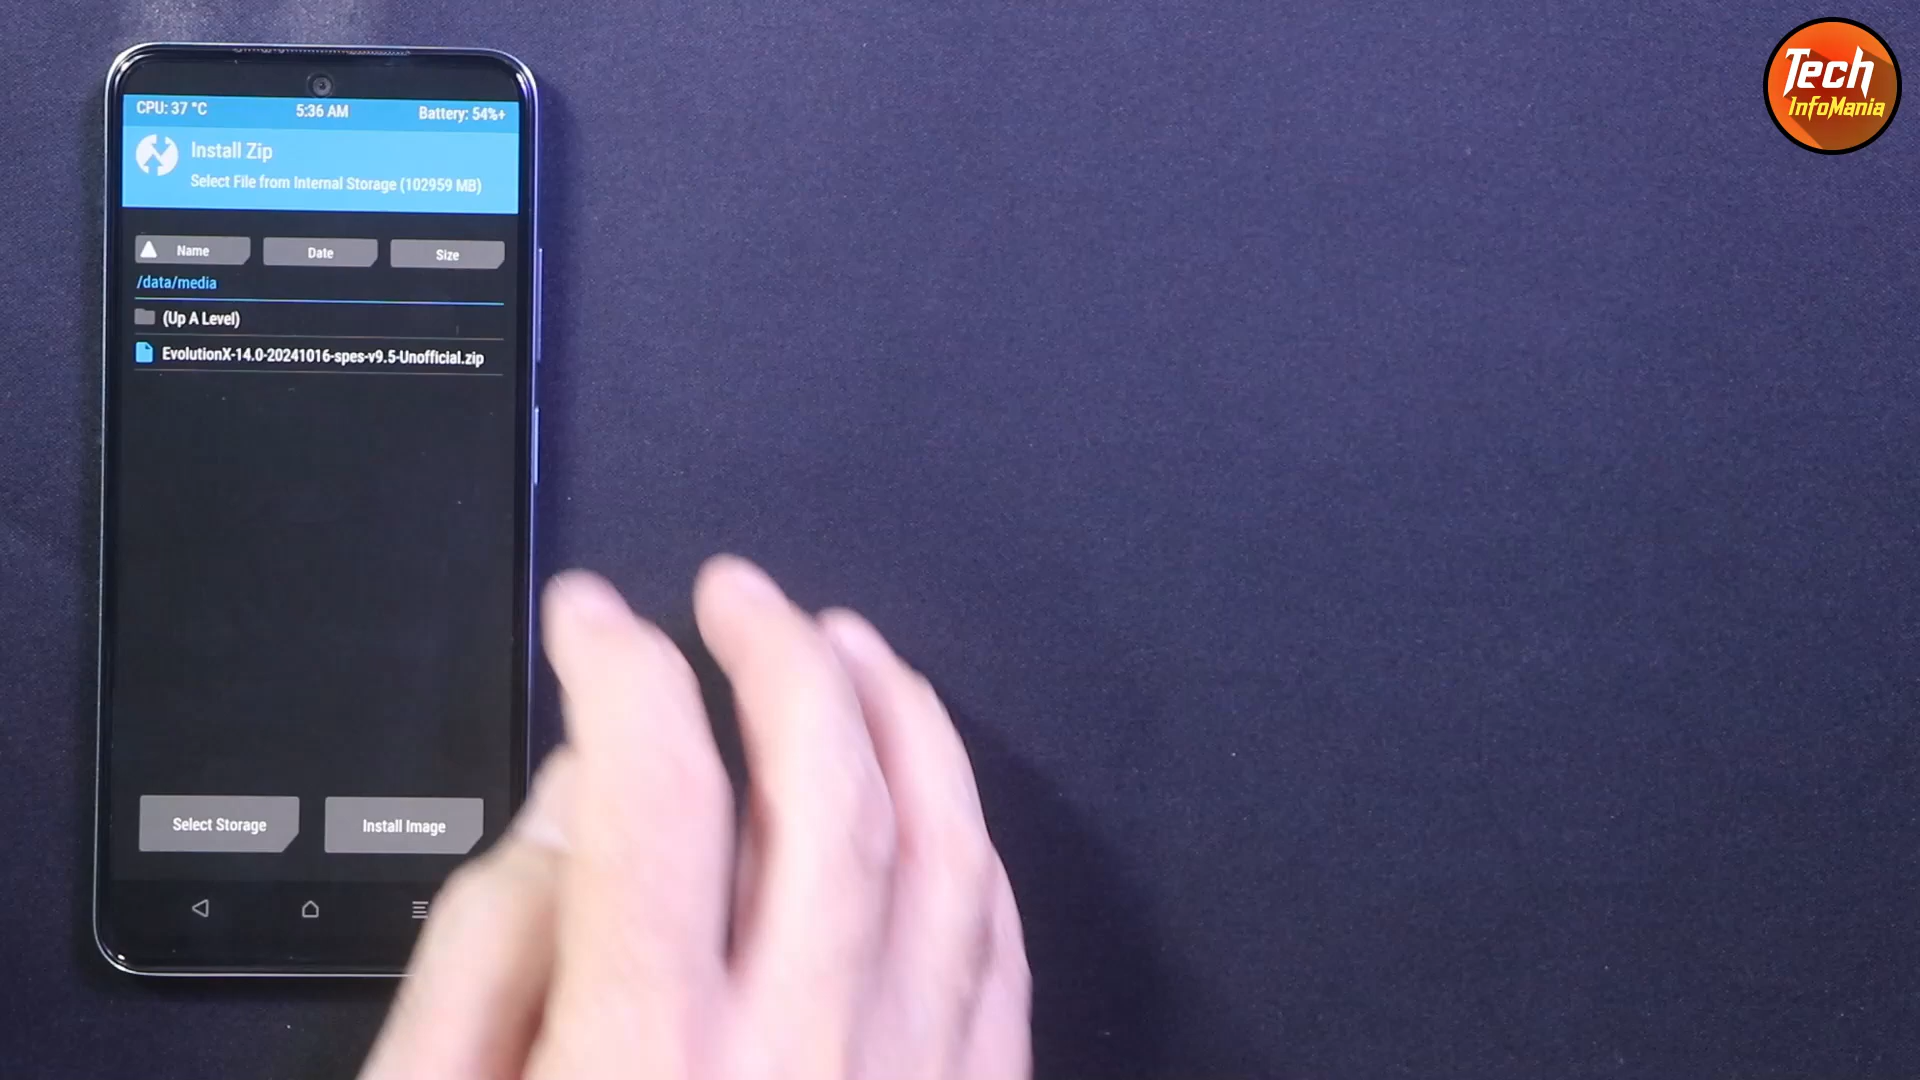 CPU: 37 °C 5:36 AM Battery: 54%+
Install Zip
Select File from Internal Storage (102959 MB)
Name Date Size
/data/media
(Up A Level)
EvolutionX-14.0-20241016-spes-v9.5-Unofficial.zip
Select Storage Install Image
Tech
InfoMania